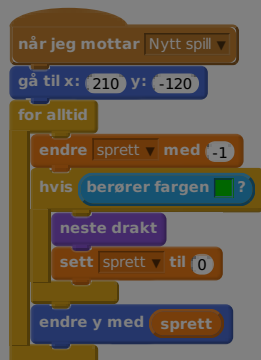 når jeg mottar Nytt spill
gå til x: 210 y: -120
for alltid
endre sprett med -1
hvis berører fargen ?
neste drakt
sett sprett til 0
endre y med sprett